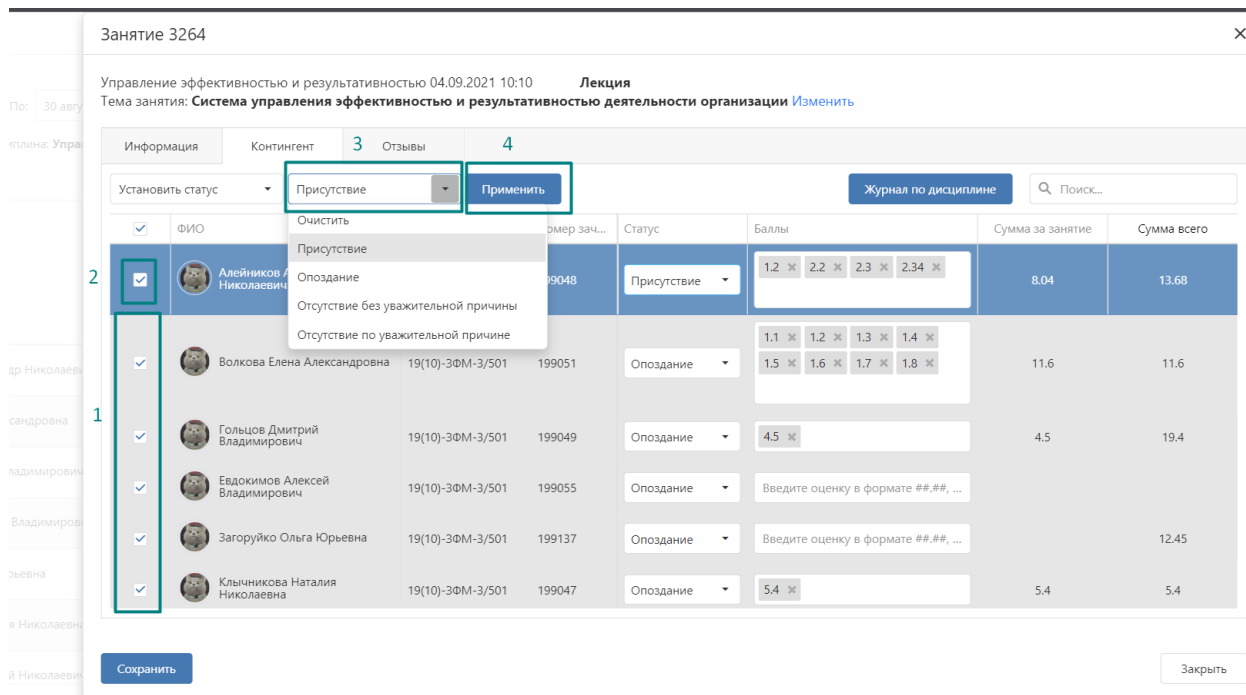 Занятие 3264
Управление эффективностью и результативностью 04.09.2021 10:10 Лекция
По: 30 авгу
Тема занятия: Система управления эффективностью и результативностью деятельности организации Изменить
иплина: Упра
Информация Контингент 3 Отзывы 4
Установить статус Присутствие Применить Журнал по дисциплине Поиск...
Очистить
ФИО омер зач... Статус Баллы Сумма за занятие Сумма всего
Присутствие
Опоздание
Отсутствие без уважительной причины
Отсутствие по уважительной причине
2 Алейников А
Николаевич 99048 Присутствие 1.2 2.2 2.3 2.34 8.04 13.68
1.1 1.2 1.3 1.4
Волкова Елена Александровна 19(10)-ЗФМ-3/501 199051 Опоздание 1.5 1.6 1.7 1.8 11.6 11.6
др Николаеви
1
сандровна
Гольцов Дмитрий
Владимирович 19(10)-ЗФМ-3/501 199049 Опоздание 4.5 4.5 19.4
ладимирович
Евдокимов Алексей
Владимирович 19(10)-ЗФМ-3/501 199055 Опоздание Введите оценку в формате ##.##, ...
Владимирови
Загоруйко Ольга Юрьевна 19(10)-ЗФМ-3/501 199137 Опоздание Введите оценку в формате ##.##, ... 12.45
рьевна
Клычникова Наталия
Николаевна 19(10)-ЗФМ-3/501 199047 Опоздание 5.4 5.4 5.4
я Николаевна
Сохранить Закрыть
й Николаевич